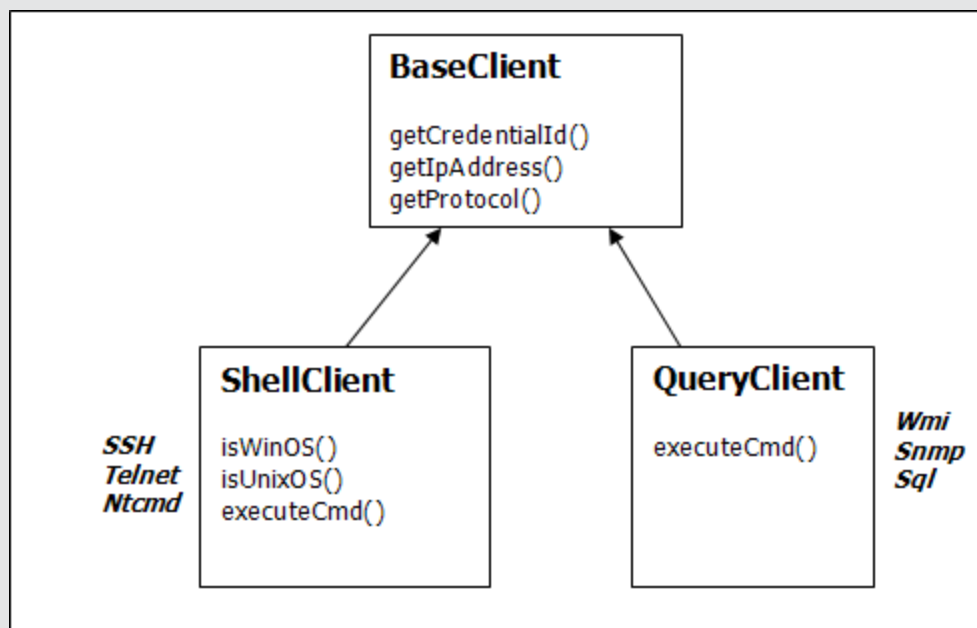 BaseClient
getCredentialId()
getIpAddress()
getProtocol()
ShellClient
isWinOS()
isUnixOS()
executeCmd()
SSH
Telnet
Ntcmd
QueryClient
executeCmd()
Wmi
Snmp
Sql